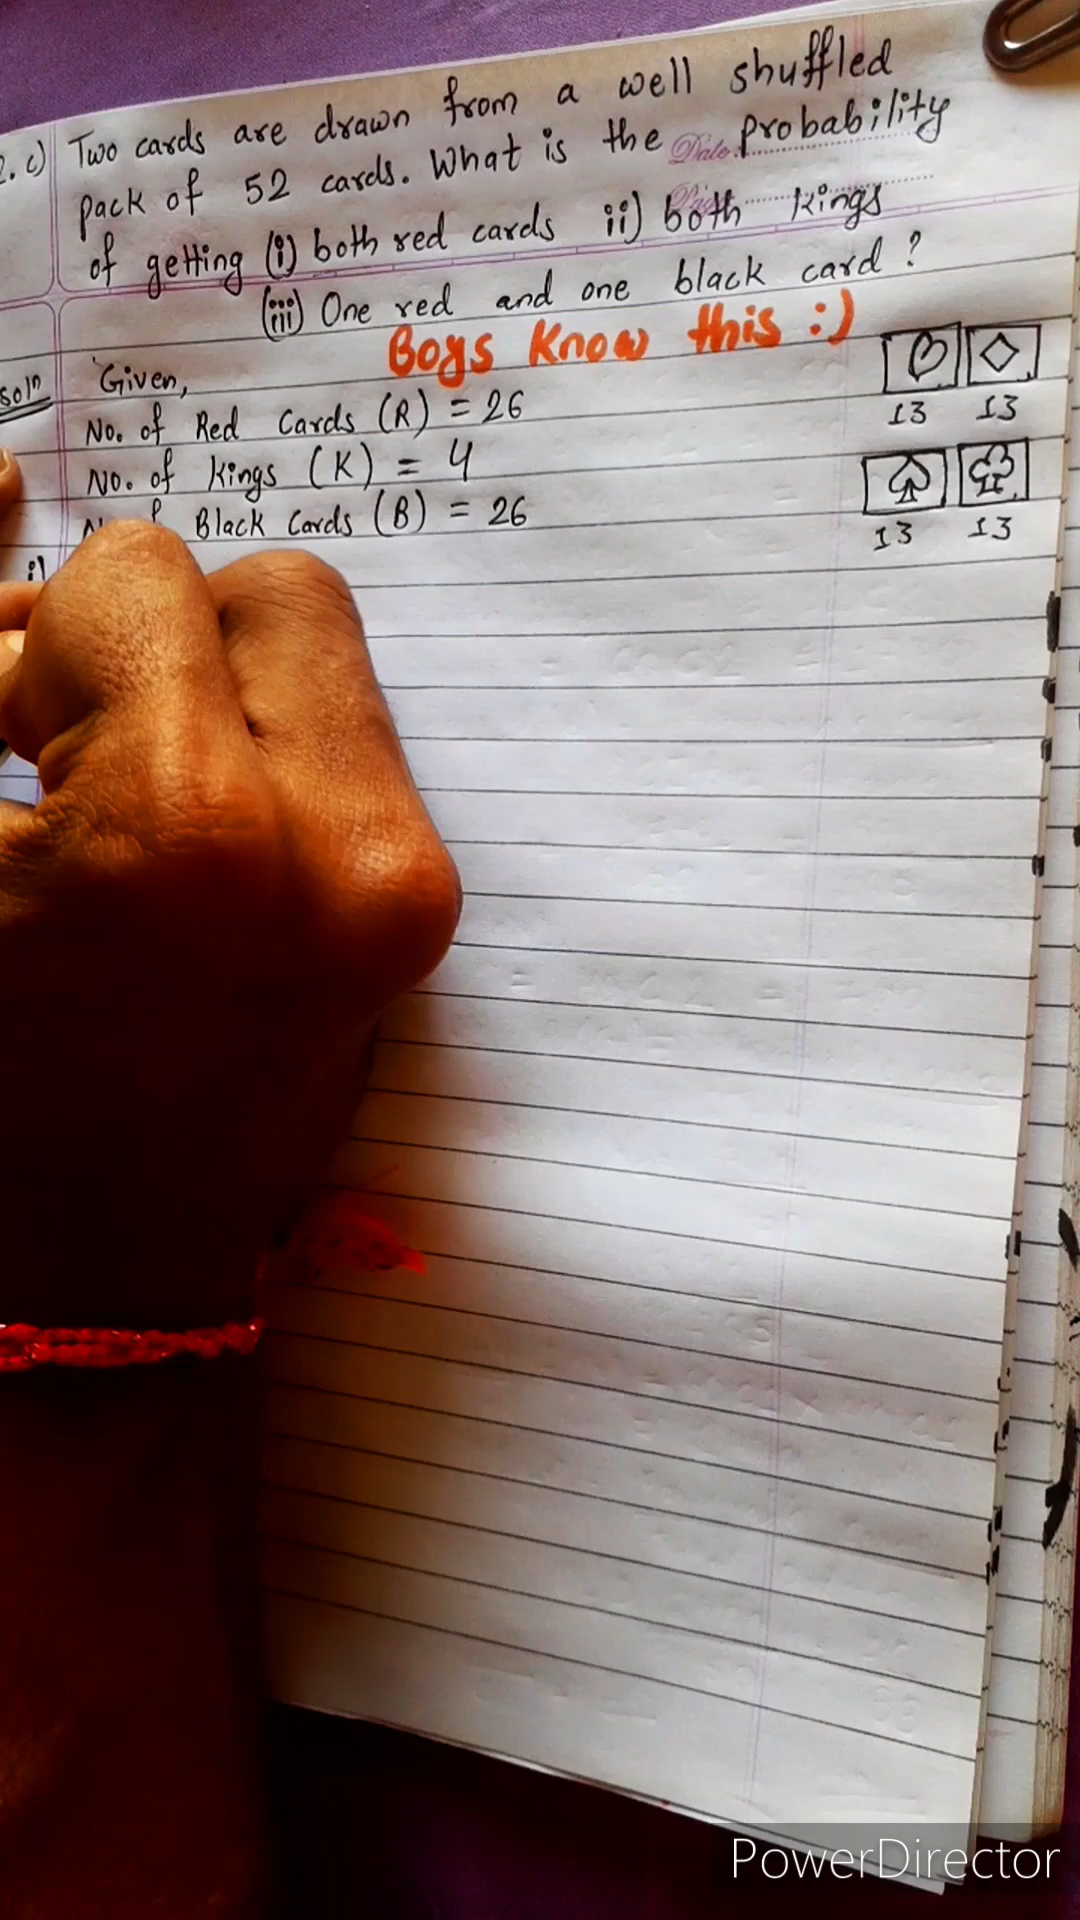 2. c) Two cards are drawn from a well shuffled
pack of 52 cards. What is the probability
Date.
of getting (i) both red cards ii) both kings
(iii) One red and one black card ?
Boys Know this :)
Soln Given,
No. of Red Cards (R) = 26
13 13
No. of Kings (K) = 4
Black Cards (B) = 26
13 13
i)
PowerDirector